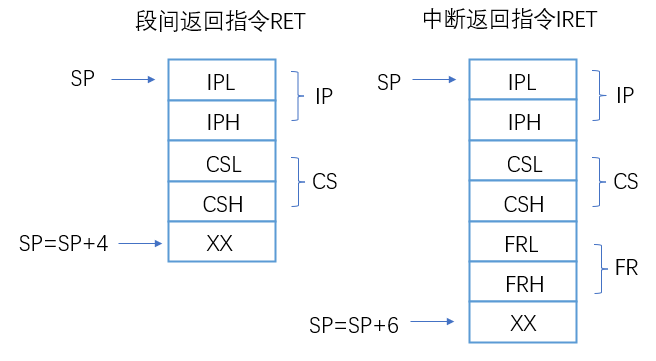 段间返回指令RET
SP
IPL
IPH
IP
CSL
CSH
CS
SP=SP+4
XX
中断返回指令IRET
SP
IPL
IPH
IP
CSL
CSH
CS
FRL
FRH
FR
SP=SP+6
XX